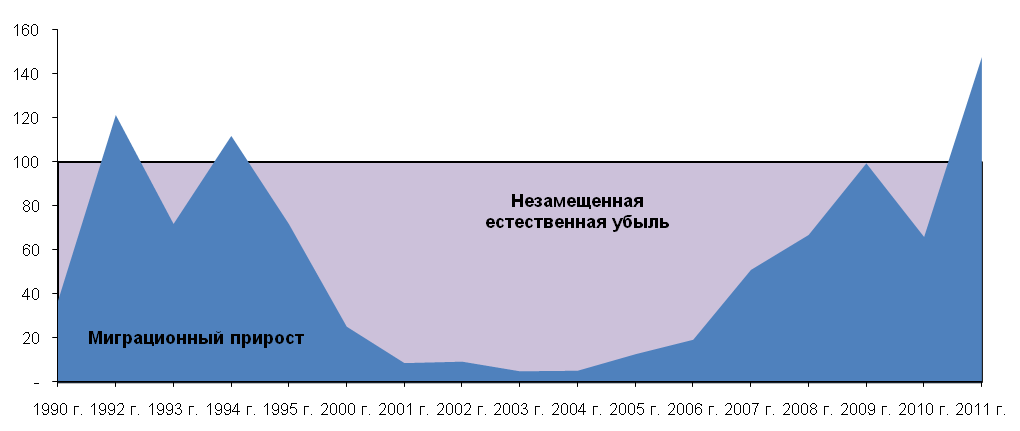 160
140
120
100
80
60
40
20
-
Незамещенная
естественная убыль
Миграционный прирост
1990 г. 1992 г. 1993 г. 1994 г. 1995 г. 2000 г. 2001 г. 2002 г. 2003 г. 2004 г. 2005 г. 2006 г. 2007 г. 2008 г. 2009 г. 2010 г. 2011 г.